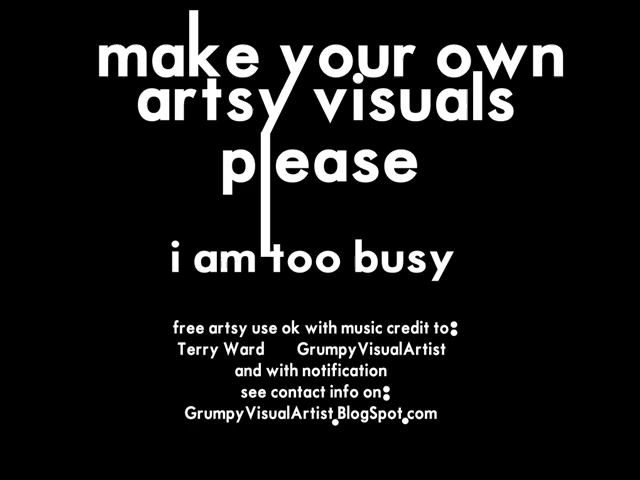 make your own
artsy visuals
please
i am too busy
free artsy use ok with music credit to:
Terry Ward GrumpyVisualArtist
and with notification
see contact info on:
GrumpyVisualArtist.BlogSpot.com